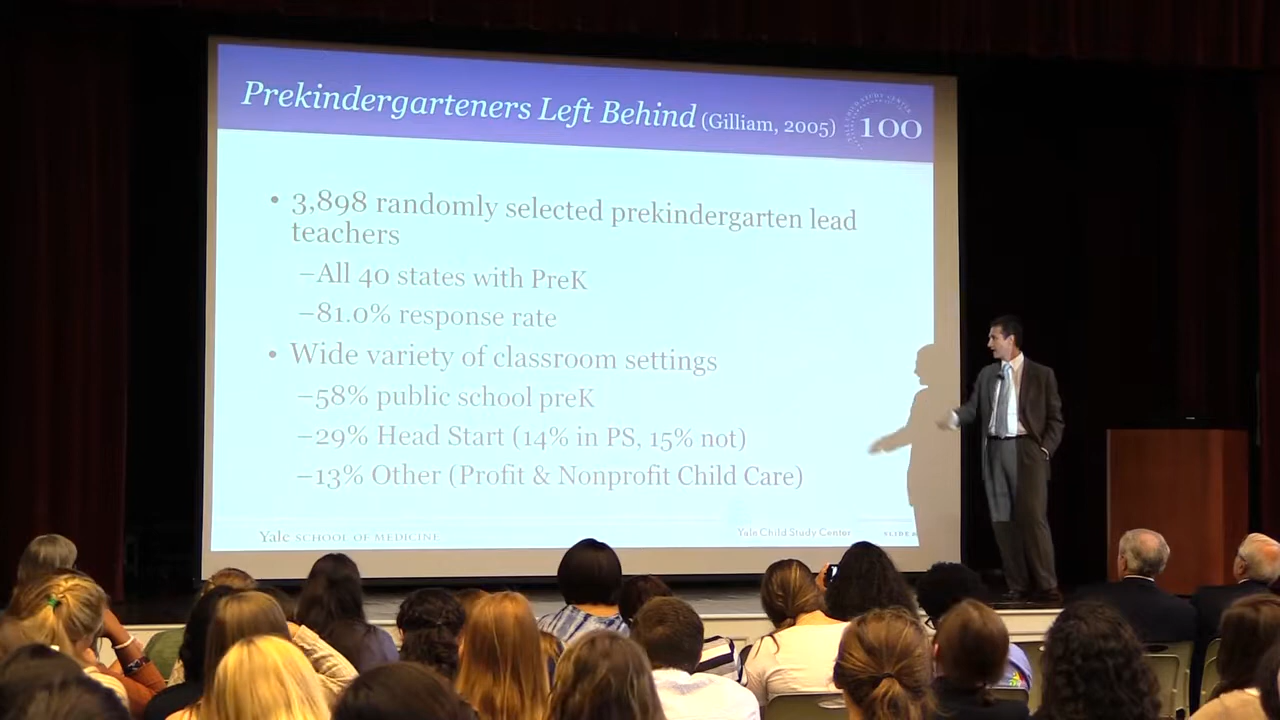 Prekindergarteners Left Behind (Gilliam, 2005)
100
• 3,898 randomly selected prekindergarten lead
teachers
–All 40 states with PreK
–81.0% response rate
• Wide variety of classroom settings
–58% public school preK
–29% Head Start (14% in PS, 15% not)
–13% Other (Profit & Nonprofit Child Care)
Yale SCHOOL OF MEDICINE
Yale Child Study Center
SLIDE